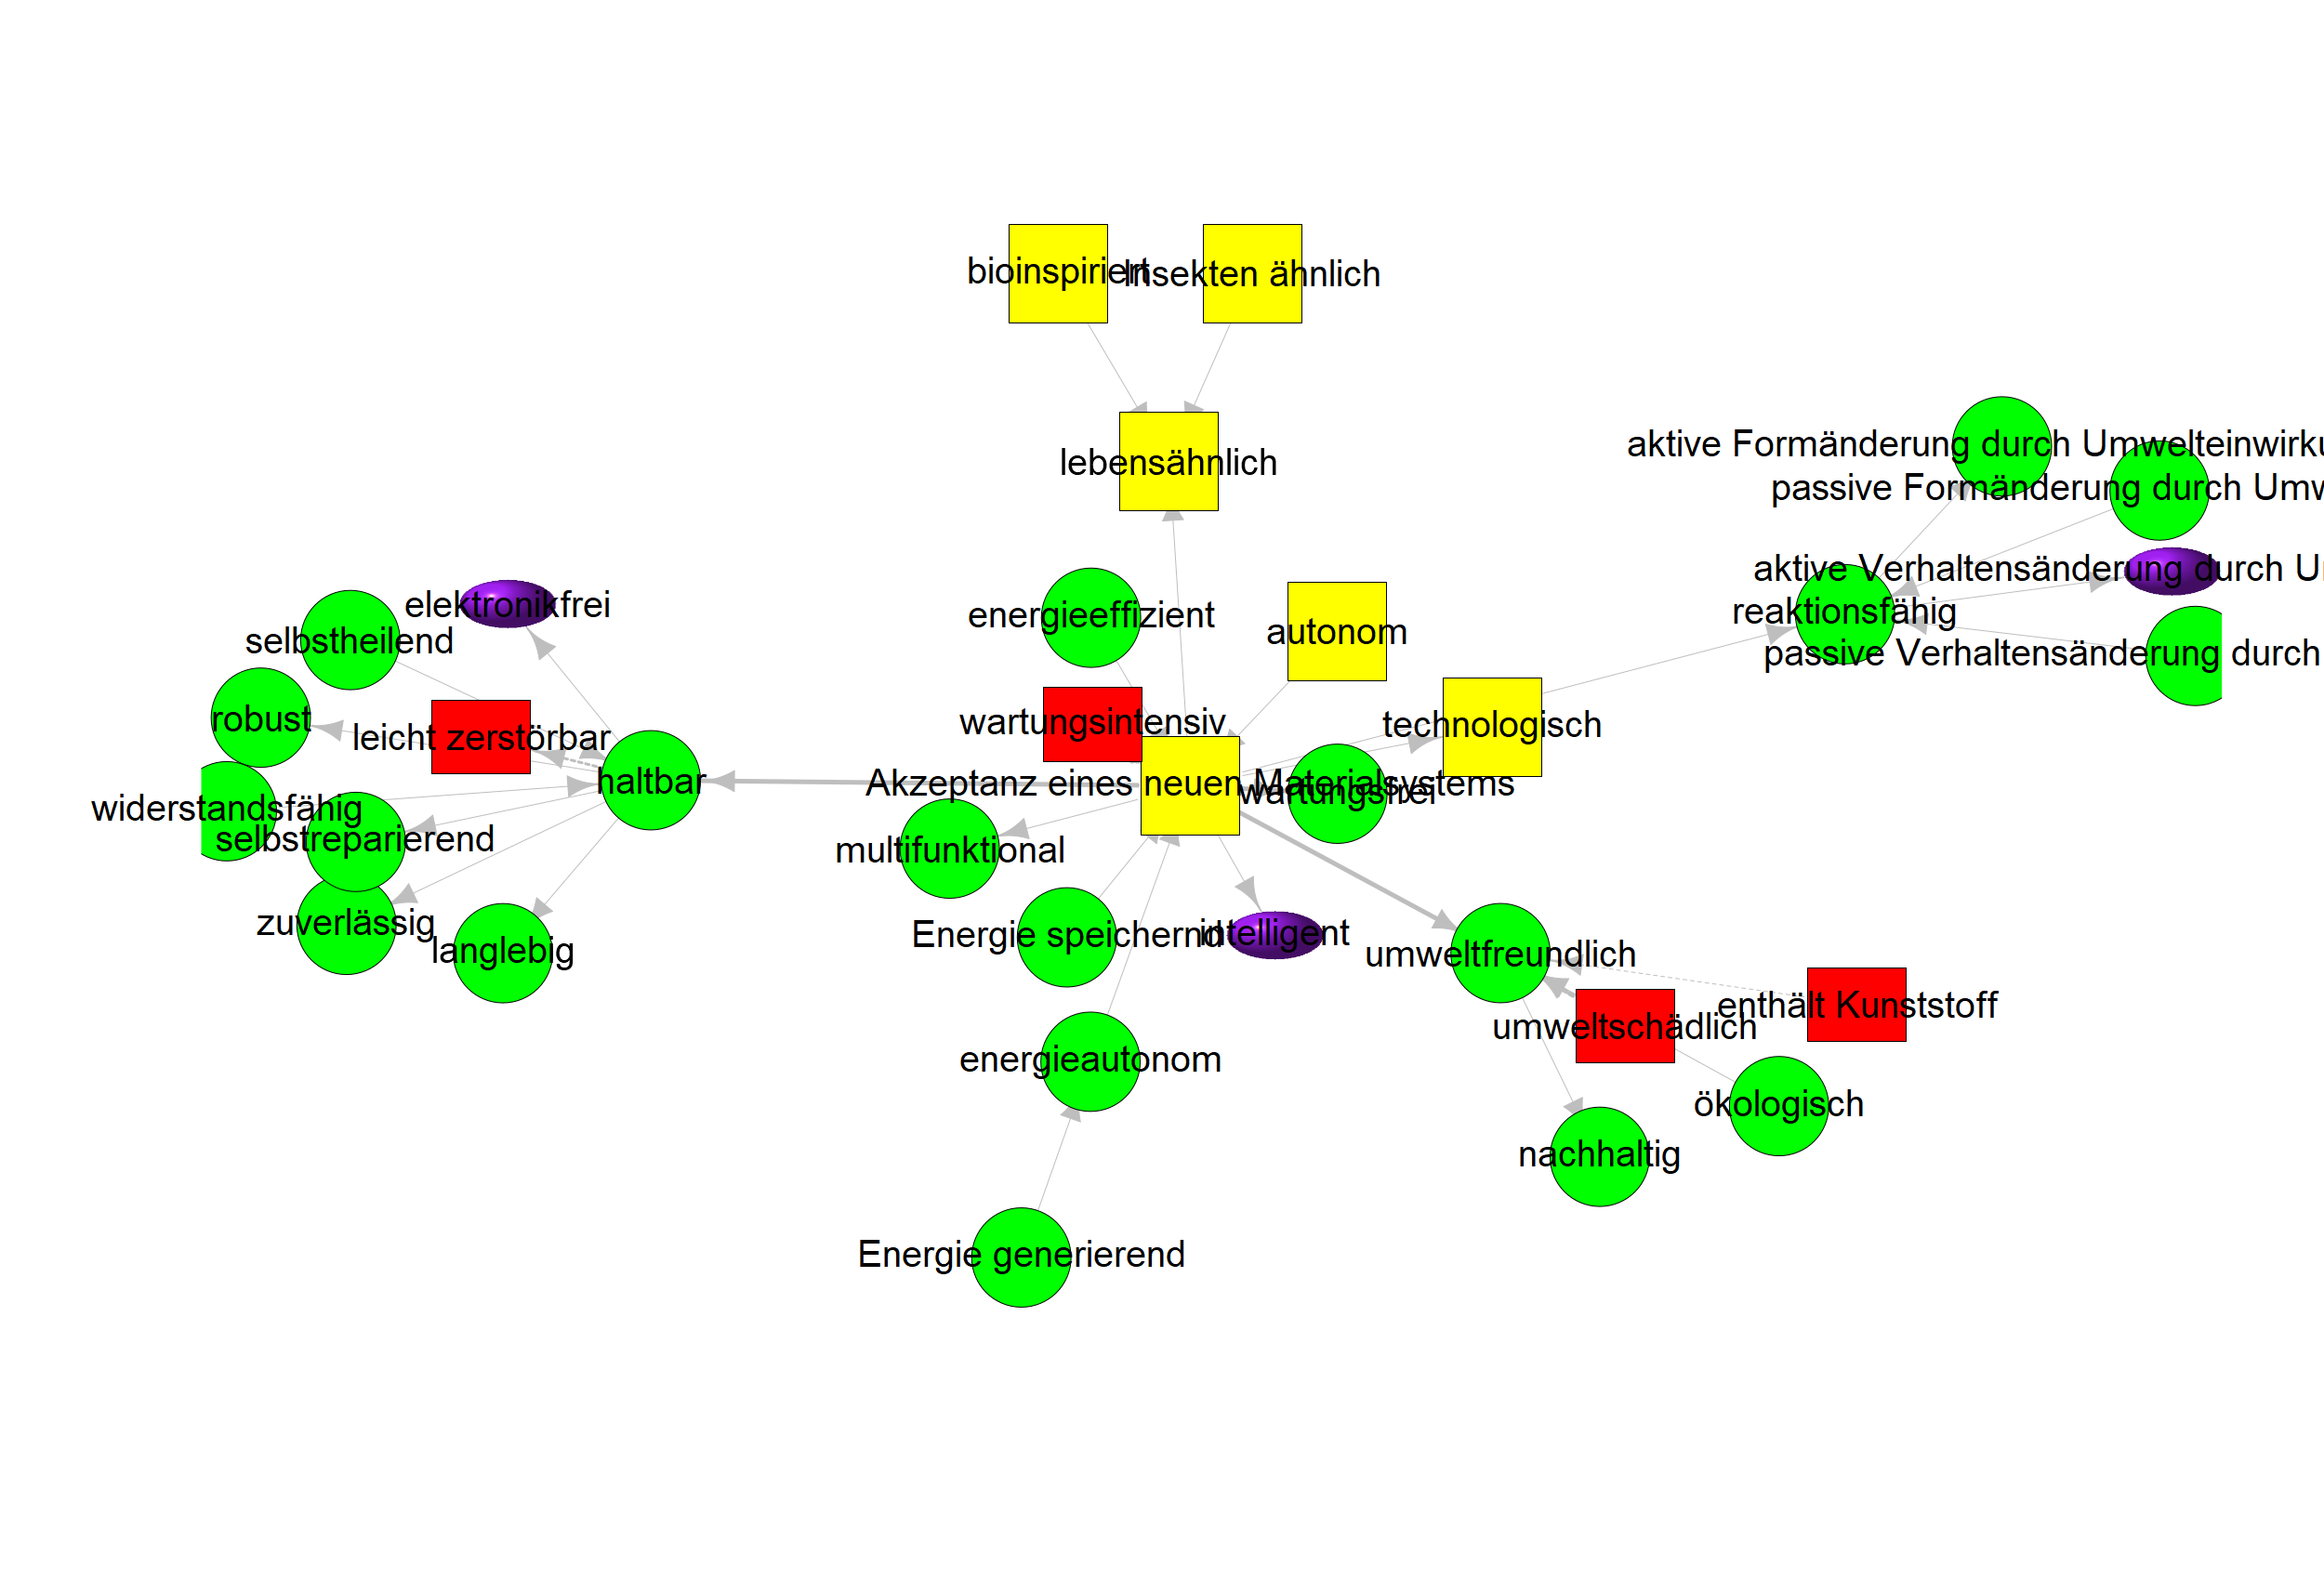 bioinspiriert
Insekten ähnlich
lebensähnlich
aktive Formänderung durch Umwelteinwirku
passive Formänderung durch Umw
aktive Verhaltensänderung durch
reaktionsfähig
passive Verhaltensänderung durch
elektronikfrei
selbstheilend
energieeffizient
autonom
robust
leicht zerstörbar
wartungsintensiv
technologisch
haltbar
Akzeptanz eines neuen Materialsystems
wartungsfrei
widerstandsfähig
selbstreparierend
multifunktional
zuverlässig
langlebig
Energie speichernd
intelligent
umweltfreundlich
enthält Kunststoff
umweltschädlich
energieautonom
ökologisch
nachhaltig
Energie generierend